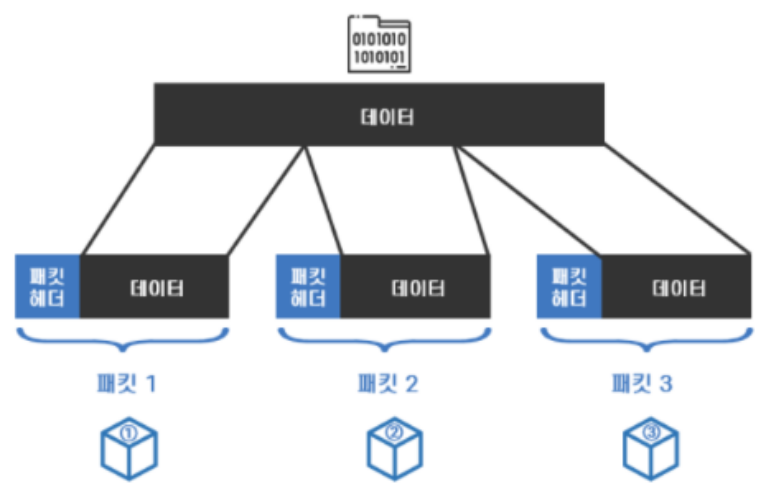 0101010
1010101
데이터
패킷
헤더
데이터
패킷
헤더
데이터
패킷
헤더
데이터
패킷 1
패킷 2
패킷 3
①
②
③